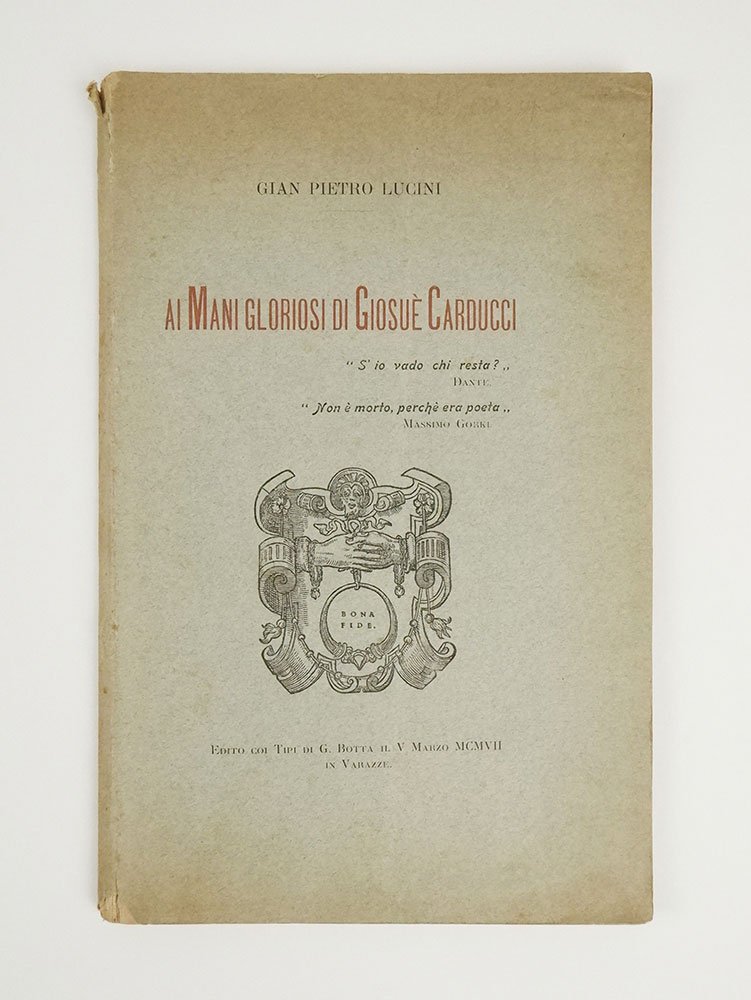 GIAN PIETRO LUCINI
AI MANI GLORIOSI DI GIOSUÈ CARDUCCI
“ S' io vado chi resta? „
DANTE.
“ Non è morto, perchè era poeta „
MASSIMO GORKI.
BONA
FIDE.
EDITO COI TIPI DI G. BOTTA IL V MARZO MCMVII
IN VARAZZE.